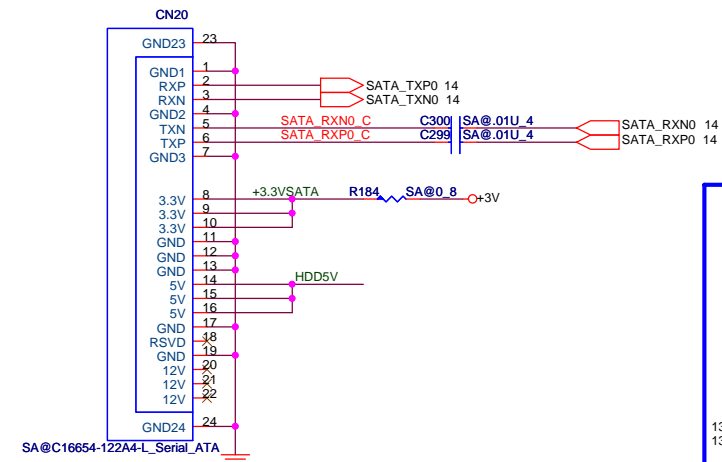 CN20
GND23 23
GND1 1
RXP 2 SATA_TXP0 14
RXN 3 SATA_TXN0 14
GND2 4
TXN 5 SATA_RXN0_C C300 SA@.01U_4 SATA_RXN0 14
TXP 6 SATA_RXP0_C C299 SA@.01U_4 SATA_RXP0 14
GND3 7
3.3V 8 +3.3VSATA R184 SA@0_8 +3V
3.3V 9
3.3V 10
GND 11
GND 12
GND 13
5V 14 HDD5V
5V 15
5V 16
GND 17
RSVD 18
GND 19
12V 20
12V 21
12V 22
GND24 24
SA@C16654-122A4-L_Serial_ATA